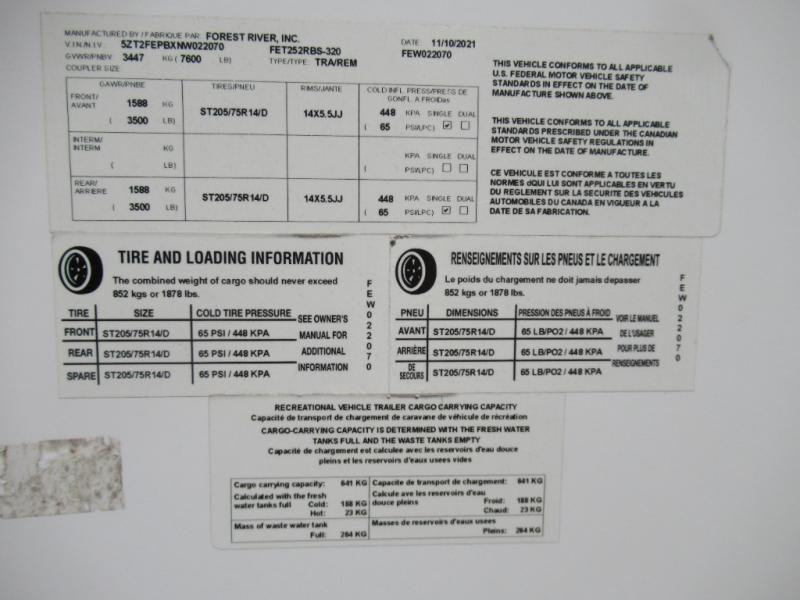 MANUFACTURED BY / FABRIQUE PAR FOREST RIVER, INC. DATE 11/10/2021
V.I.N/N.I.V 5ZT2FEPBXNW022070 FET252RBS-320 FEW022070
GVWR/PNBV 3447 KG ( 7600 LB) TYPE/TYPE: TRA/REM
COUPLER SIZE
GAWR/PNBE TIRES/PNEU RIMS/JANTE COLD INFL. PRESS/PRESS DE GONFL. A FROIDes
FRONT/ AVANT 1588 KG ST205/75R14/D 14X5.5JJ 448 KPA SINGLE DUAL
( 3500 LB) ( 65 PSI/LPC)
INTERM/ INTERM KG KPA SINGLE DUAL
( LB) ( PSI/LPC)
REAR/ ARRIERE 1588 KG ST205/75R14/D 14X5.5JJ 448 KPA SINGLE DUAL
( 3500 LB) ( 65 PSI/LPC)
THIS VEHICLE CONFORMS TO ALL APPLICABLE
U.S. FEDERAL MOTOR VEHICLE SAFETY
STANDARDS IN EFFECT ON THE DATE OF
MANUFACTURE SHOWN ABOVE.
THIS VEHICLE CONFORMS TO ALL APPLICABLE
STANDARDS PRESCRIBED UNDER THE CANADIAN
MOTOR VEHICLE SAFETY REGULATIONS IN
EFFECT ON THE DATE OF MANUFACTURE.
CE VEHICULE EST CONFORME A TOUTES LES
NORMES dQUI LUI SONT APPLICABLES EN VERTU
DU REGLEMENT SUR LA SECURITE DES VEHICULES
AUTOMOBILES DU CANADA EN VIGUEUR A LA
DATE DE SA FABRICATION.
TIRE AND LOADING INFORMATION
The combined weight of cargo should never exceed
852 kgs or 1878 lbs.
TIRE SIZE COLD TIRE PRESSURE
FRONT ST205/75R14/D 65 PSI / 448 KPA
REAR ST205/75R14/D 65 PSI / 448 KPA
SPARE ST205/75R14/D 65 PSI / 448 KPA
SEE OWNER'S
MANUAL FOR
ADDITIONAL
INFORMATION
FEW022070
RENSEIGNEMENTS SUR LES PNEUS ET LE CHARGEMENT
Le poids du chargement ne doit jamais depasser
852 kgs or 1878 lbs.
PNEU DIMENSIONS PRESSION DES PNEUS À FROID
AVANT ST205/75R14/D 65 LB/PO2 / 448 KPA
ARRIÈRE ST205/75R14/D 65 LB/PO2 / 448 KPA
DE SECOURS ST205/75R14/D 65 LB/PO2 / 448 KPA
VOIR LE MANUEL
DE L'USAGER
POUR PLUS DE
RENSEIGNEMENTS
FEW022070
RECREATIONAL VEHICLE TRAILER CARGO CARRYING CAPACITY
Capacité de transport de chargement de caravane de véhicule de récréation
CARGO-CARRYING CAPACITY IS DETERMINED WITH THE FRESH WATER
TANKS FULL AND THE WASTE TANKS EMPTY
Capacité de chargement est calculee avec les reservoirs d'eau douce
pleins et les reservoirs d'eaux usees vides
Cargo carrying capacity: 641 KG
Calculated with the fresh
water tanks full Cold: 188 KG
Hot: 23 KG
Mass of waste water tank
Full: 264 KG
Capacite de transport de chargement: 641 KG
Calcule ave les reservoirs d'eau
douce pleins Froid: 188 KG
Chaud: 23 KG
Masses de reservoirs d'eaux usees
Pleins: 264 KG